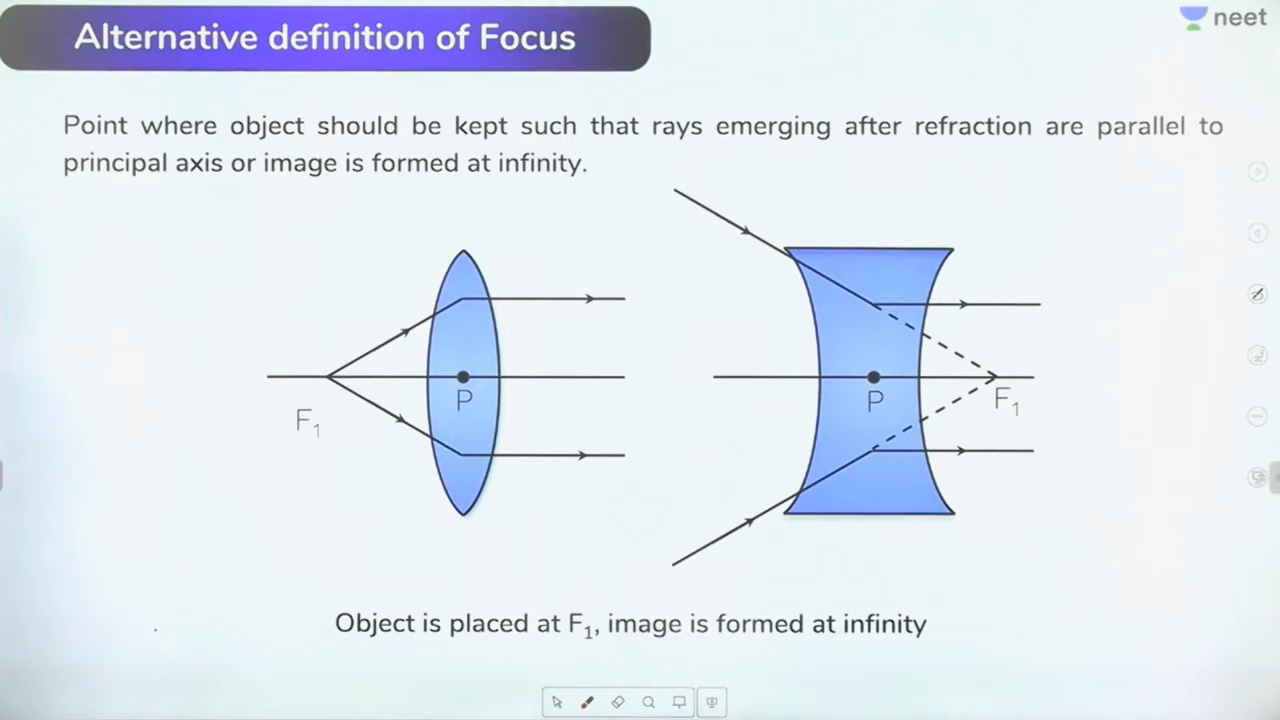 Alternative definition of Focus
neet
Point where object should be kept such that rays emerging after refraction are parallel to
principal axis or image is formed at infinity.
P
F₁
P
F₁
Object is placed at F₁, image is formed at infinity